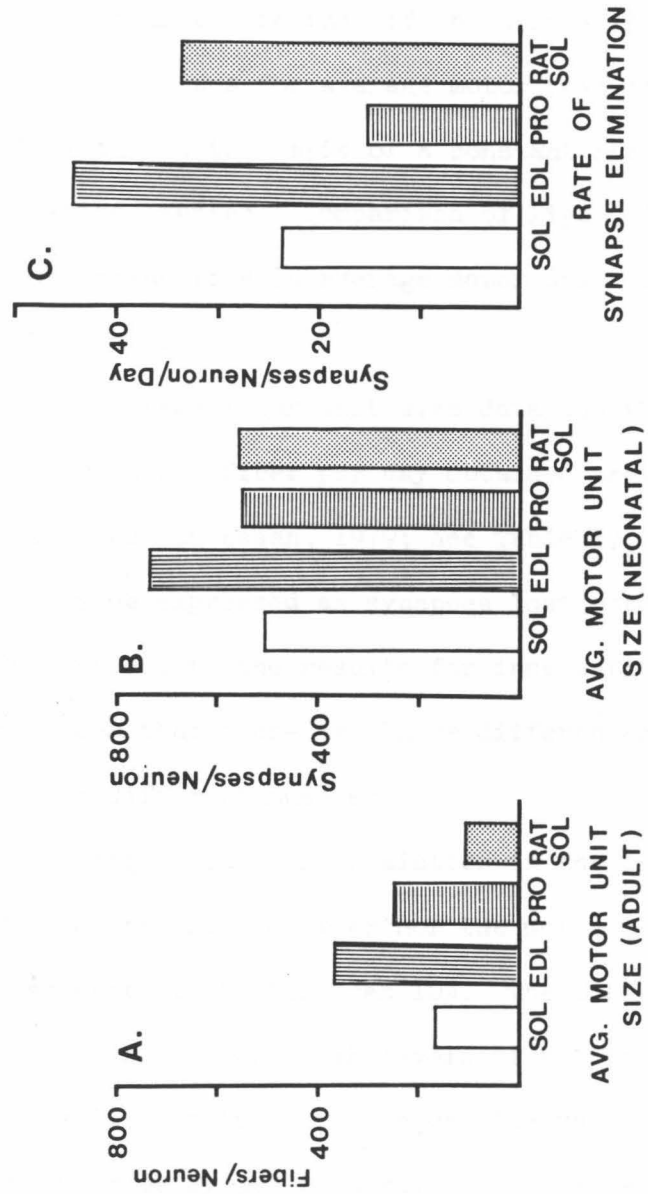 A.
Fibers/Neuron
800
400
SOL EDL PRO RAT
SOL
AVG. MOTOR UNIT
SIZE (ADULT)
B.
Synapses/Neuron
800
400
SOL EDL PRO RAT
SOL
AVG. MOTOR UNIT
SIZE (NEONATAL)
C.
Synapses/Neuron/Day
40
20
SOL EDL PRO RAT
SOL
RATE OF
SYNAPSE ELIMINATION